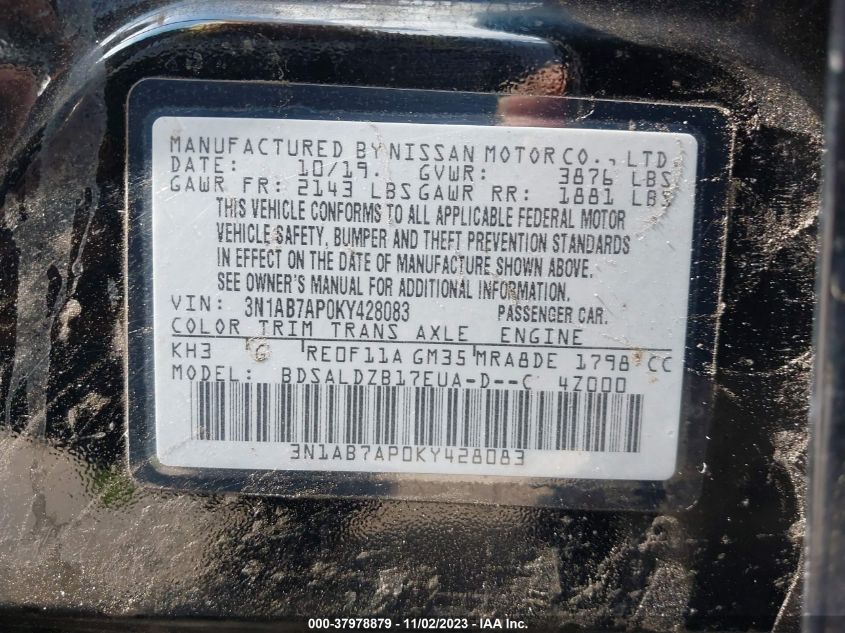 MANUFACTURED BY NISSAN MOTOR CO., LTD.
DATE: 10/19. GVWR: 3876 LBS
GAWR FR: 2143 LBS GAWR RR: 1881 LBS
THIS VEHICLE CONFORMS TO ALL APPLICABLE FEDERAL MOTOR
VEHICLE SAFETY, BUMPER AND THEFT PREVENTION STANDARDS
IN EFFECT ON THE DATE OF MANUFACTURE SHOWN ABOVE.
SEE OWNER'S MANUAL FOR ADDITIONAL INFORMATION.
VIN: 3N1AB7AP0KY428083 PASSENGER CAR.
COLOR TRIM TRANS AXLE ENGINE
KH3 G RE0F11A GM35 MRA8DE 1798 CC
MODEL: BDSALDZB17EUA-D--C 4Z000
3N1AB7AP0KY428083
000-37978879 - 11/02/2023 - IAA Inc.